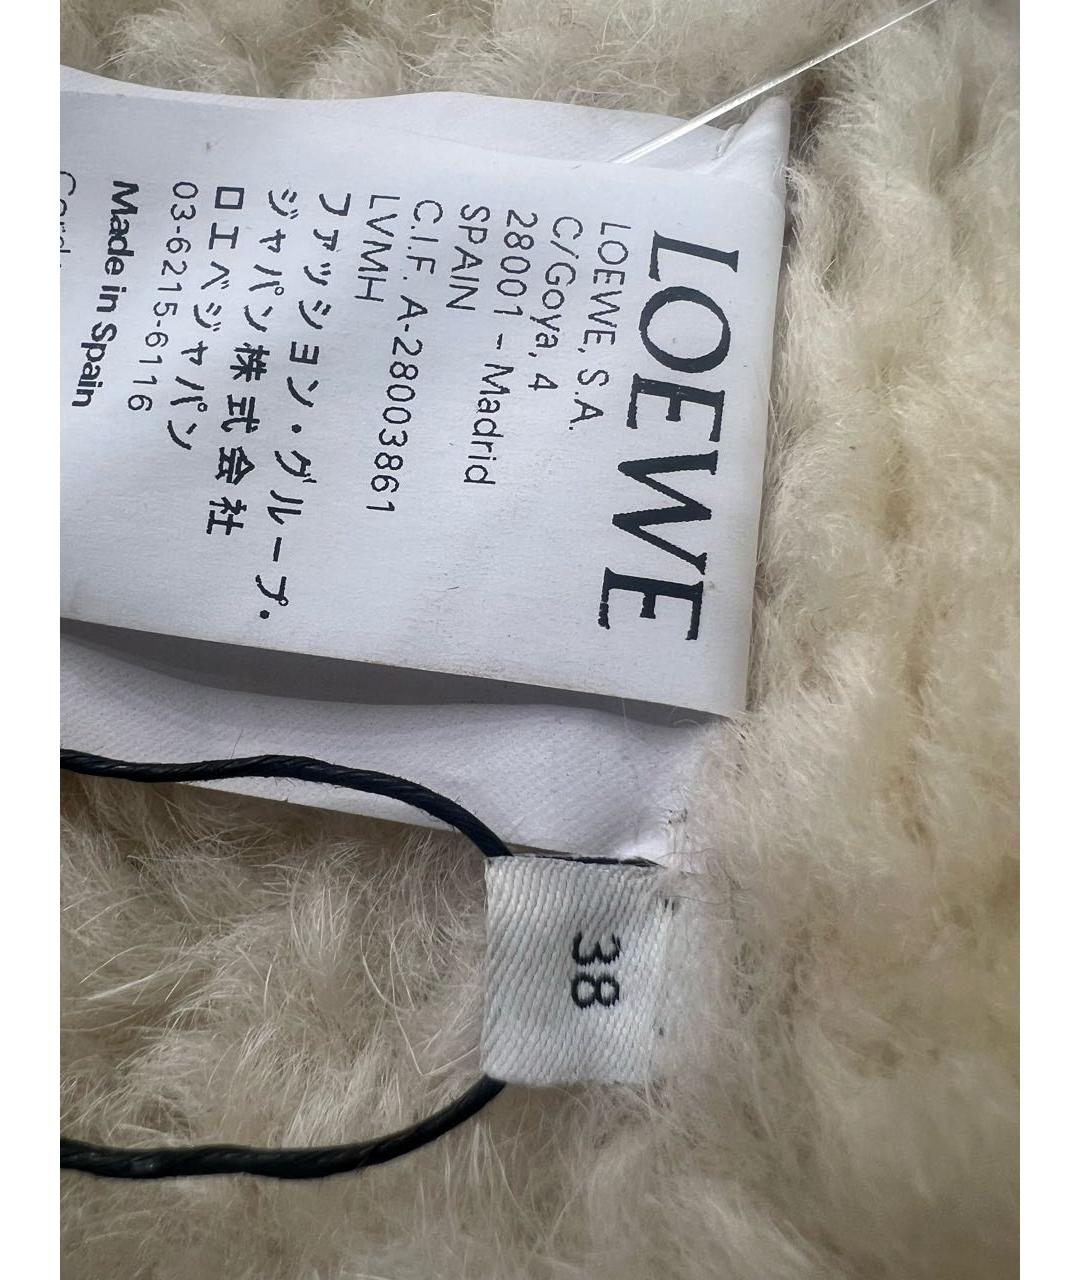 LOEWE
LOEWE, S.A.
C/Goya, 4
28001 - Madrid
SPAIN
C.I.F. A-28003861
LVMH
ファッション・グループ・
ジャパン株式会社
ロエベジャパン
03-6215-6116
Made in Spain
38